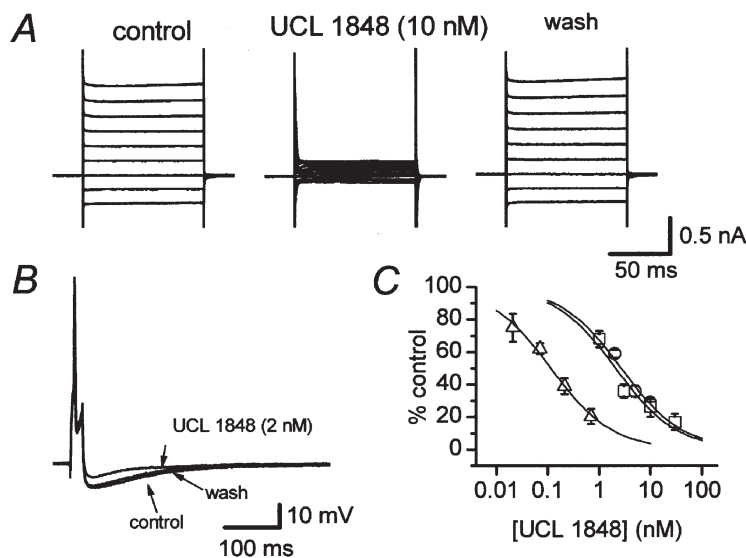 A
control
UCL 1848 (10 nM)
wash
0.5 nA
50 ms
B
UCL 1848 (2 nM)
wash
control
10 mV
100 ms
C
% control
100
80
60
40
20
0
0.01 0.1 1 10 100
[UCL 1848] (nM)